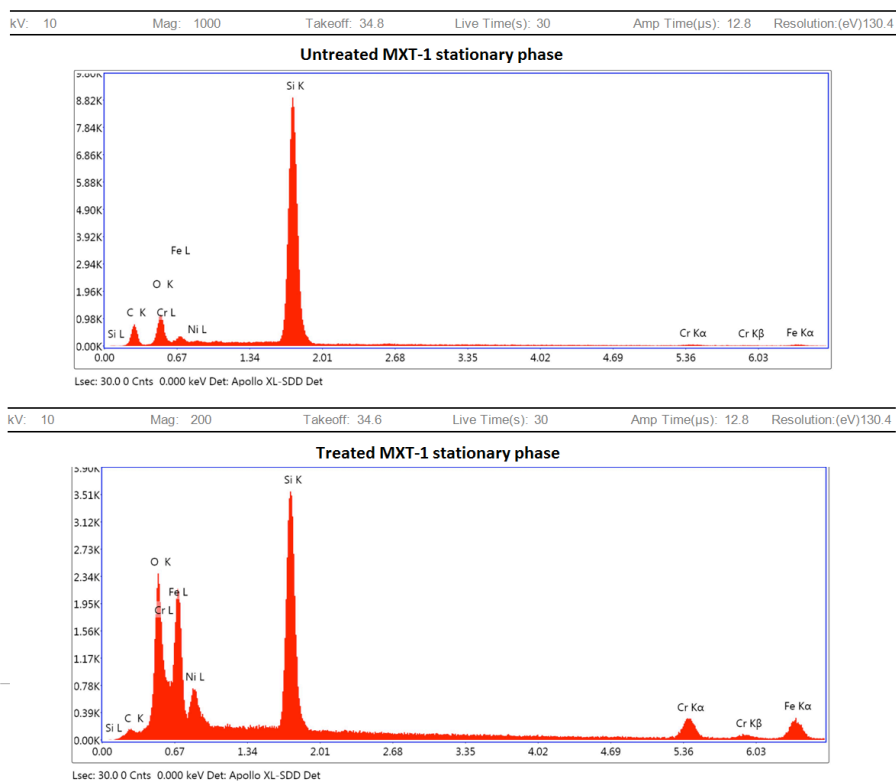 kV: 10 Mag: 1000 Takeoff: 34.8 Live Time(s): 30 Amp Time(µs): 12.8 Resolution:(eV)130.4
Untreated MXT-1 stationary phase
9.80K
8.82K
7.84K
6.86K
5.88K
4.90K
3.92K
2.94K
1.96K
0.98K
0.00K
Si K
Fe L
O K
C K
Cr L
Si L
Ni L
Cr Kα
Cr Kβ
Fe Kα
0.00 0.67 1.34 2.01 2.68 3.35 4.02 4.69 5.36 6.03
Lsec: 30.0 0 Cnts 0.000 keV Det: Apollo XL-SDD Det
kV: 10 Mag: 200 Takeoff: 34.6 Live Time(s): 30 Amp Time(µs): 12.8 Resolution:(eV)130.4
Treated MXT-1 stationary phase
3.90K
3.51K
3.12K
2.73K
2.34K
1.95K
1.56K
1.17K
0.78K
0.39K
0.00K
Si K
O K
Fe L
Cr L
Ni L
C K
Si L
Cr Kα
Cr Kβ
Fe Kα
0.00 0.67 1.34 2.01 2.68 3.35 4.02 4.69 5.36 6.03
Lsec: 30.0 0 Cnts 0.000 keV Det: Apollo XL-SDD Det